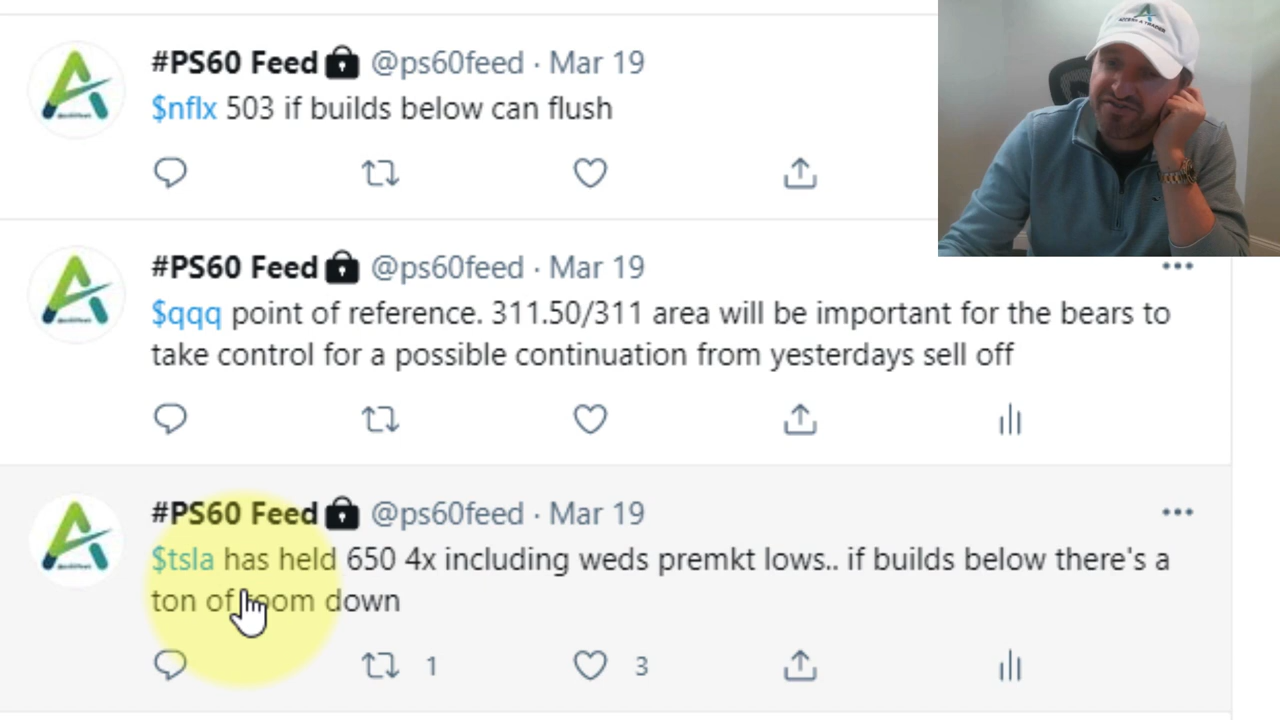 #PS60 Feed @ps60feed · Mar 19
$nflx 503 if builds below can flush
#PS60 Feed @ps60feed · Mar 19
$qqq point of reference. 311.50/311 area will be important for the bears to
take control for a possible continuation from yesterdays sell off
#PS60 Feed @ps60feed · Mar 19
$tsla has held 650 4x including weds premkt lows.. if builds below there's a
ton of room down
1 3